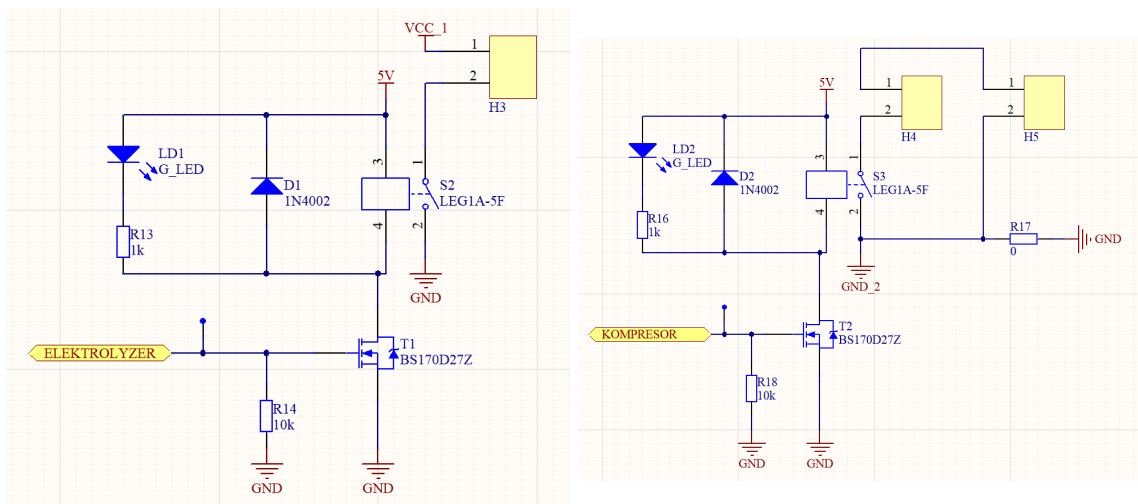 VCC_1
1
2
H3
5V
LD1
G_LED
D1
1N4002
3
4
1
2
S2
LEG1A-5F
R13
1k
GND
ELEKTROLYZER
T1
BS170D27Z
R14
10k
GND
GND
5V
1
2
H4
1
2
H5
LD2
G_LED
D2
1N4002
3
4
1
2
S3
LEG1A-5F
R16
1k
R17
0
GND
GND_2
KOMPRESOR
T2
BS170D27Z
R18
10k
GND
GND